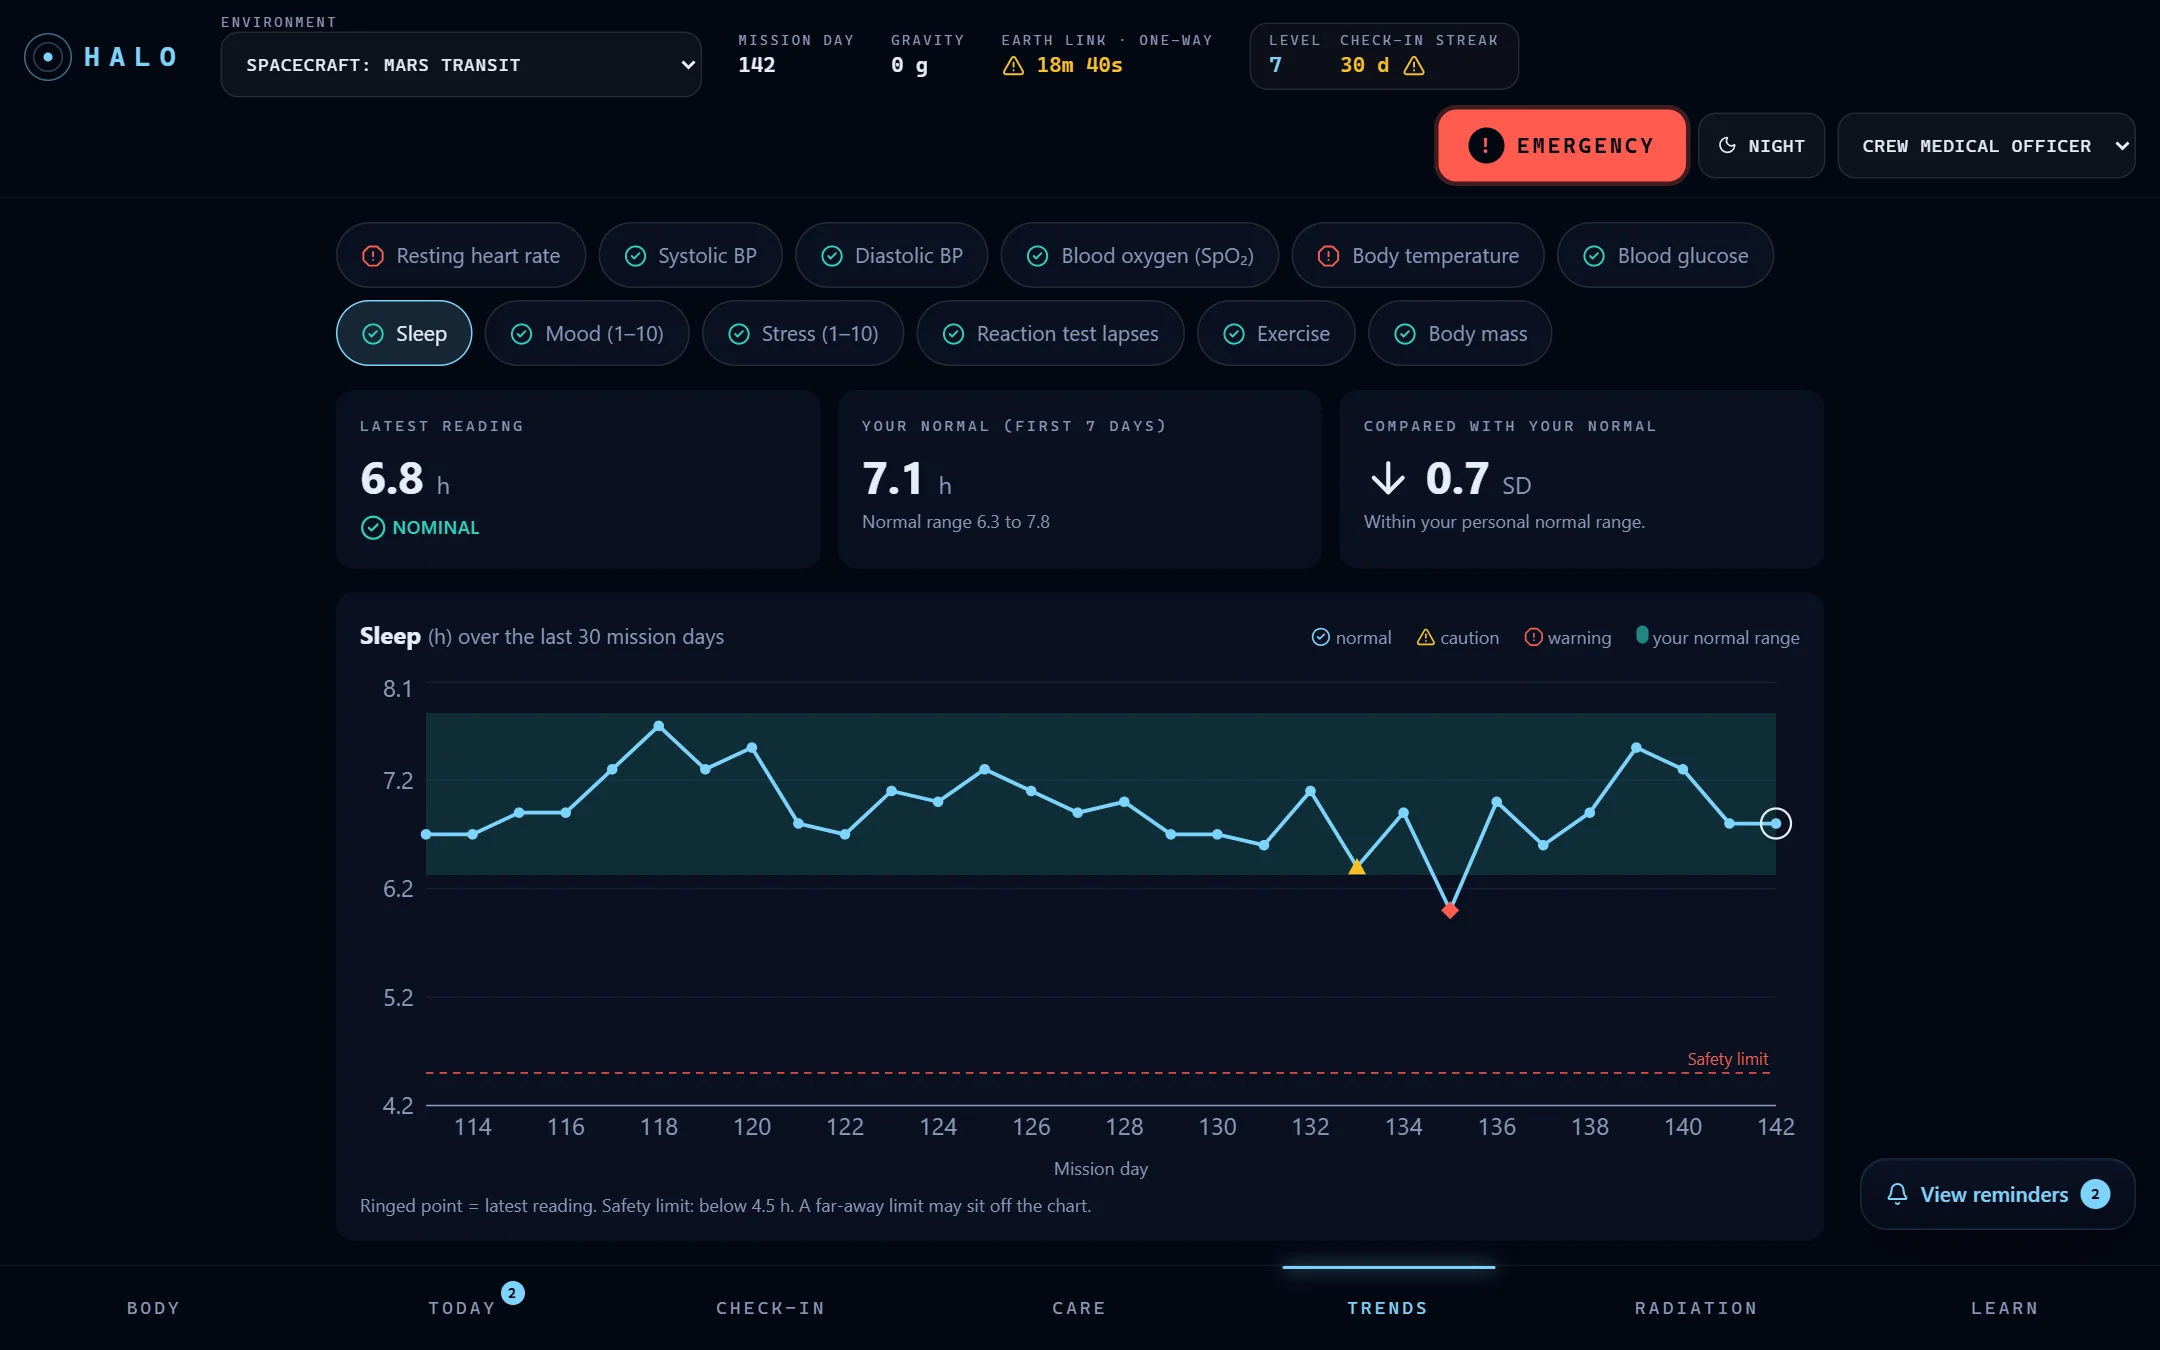 HALO
ENVIRONMENT
SPACECRAFT: MARS TRANSIT
MISSION DAY
142
GRAVITY
0 g
EARTH LINK · ONE-WAY
18m 40s
LEVEL
7
CHECK-IN STREAK
30 d
! EMERGENCY
NIGHT
CREW MEDICAL OFFICER
Resting heart rate
Systolic BP
Diastolic BP
Blood oxygen (SpO₂)
Body temperature
Blood glucose
Sleep
Mood (1–10)
Stress (1–10)
Reaction test lapses
Exercise
Body mass
LATEST READING
6.8 h
NOMINAL
YOUR NORMAL (FIRST 7 DAYS)
7.1 h
Normal range 6.3 to 7.8
COMPARED WITH YOUR NORMAL
↓ 0.7 SD
Within your personal normal range.
Sleep (h) over the last 30 mission days
normal
caution
warning
your normal range
8.1
7.2
6.2
5.2
4.2
Safety limit
114 116 118 120 122 124 126 128 130 132 134 136 138 140 142
Mission day
Ringed point = latest reading. Safety limit: below 4.5 h. A far-away limit may sit off the chart.
View reminders 2
BODY
TODAY 2
CHECK-IN
CARE
TRENDS
RADIATION
LEARN